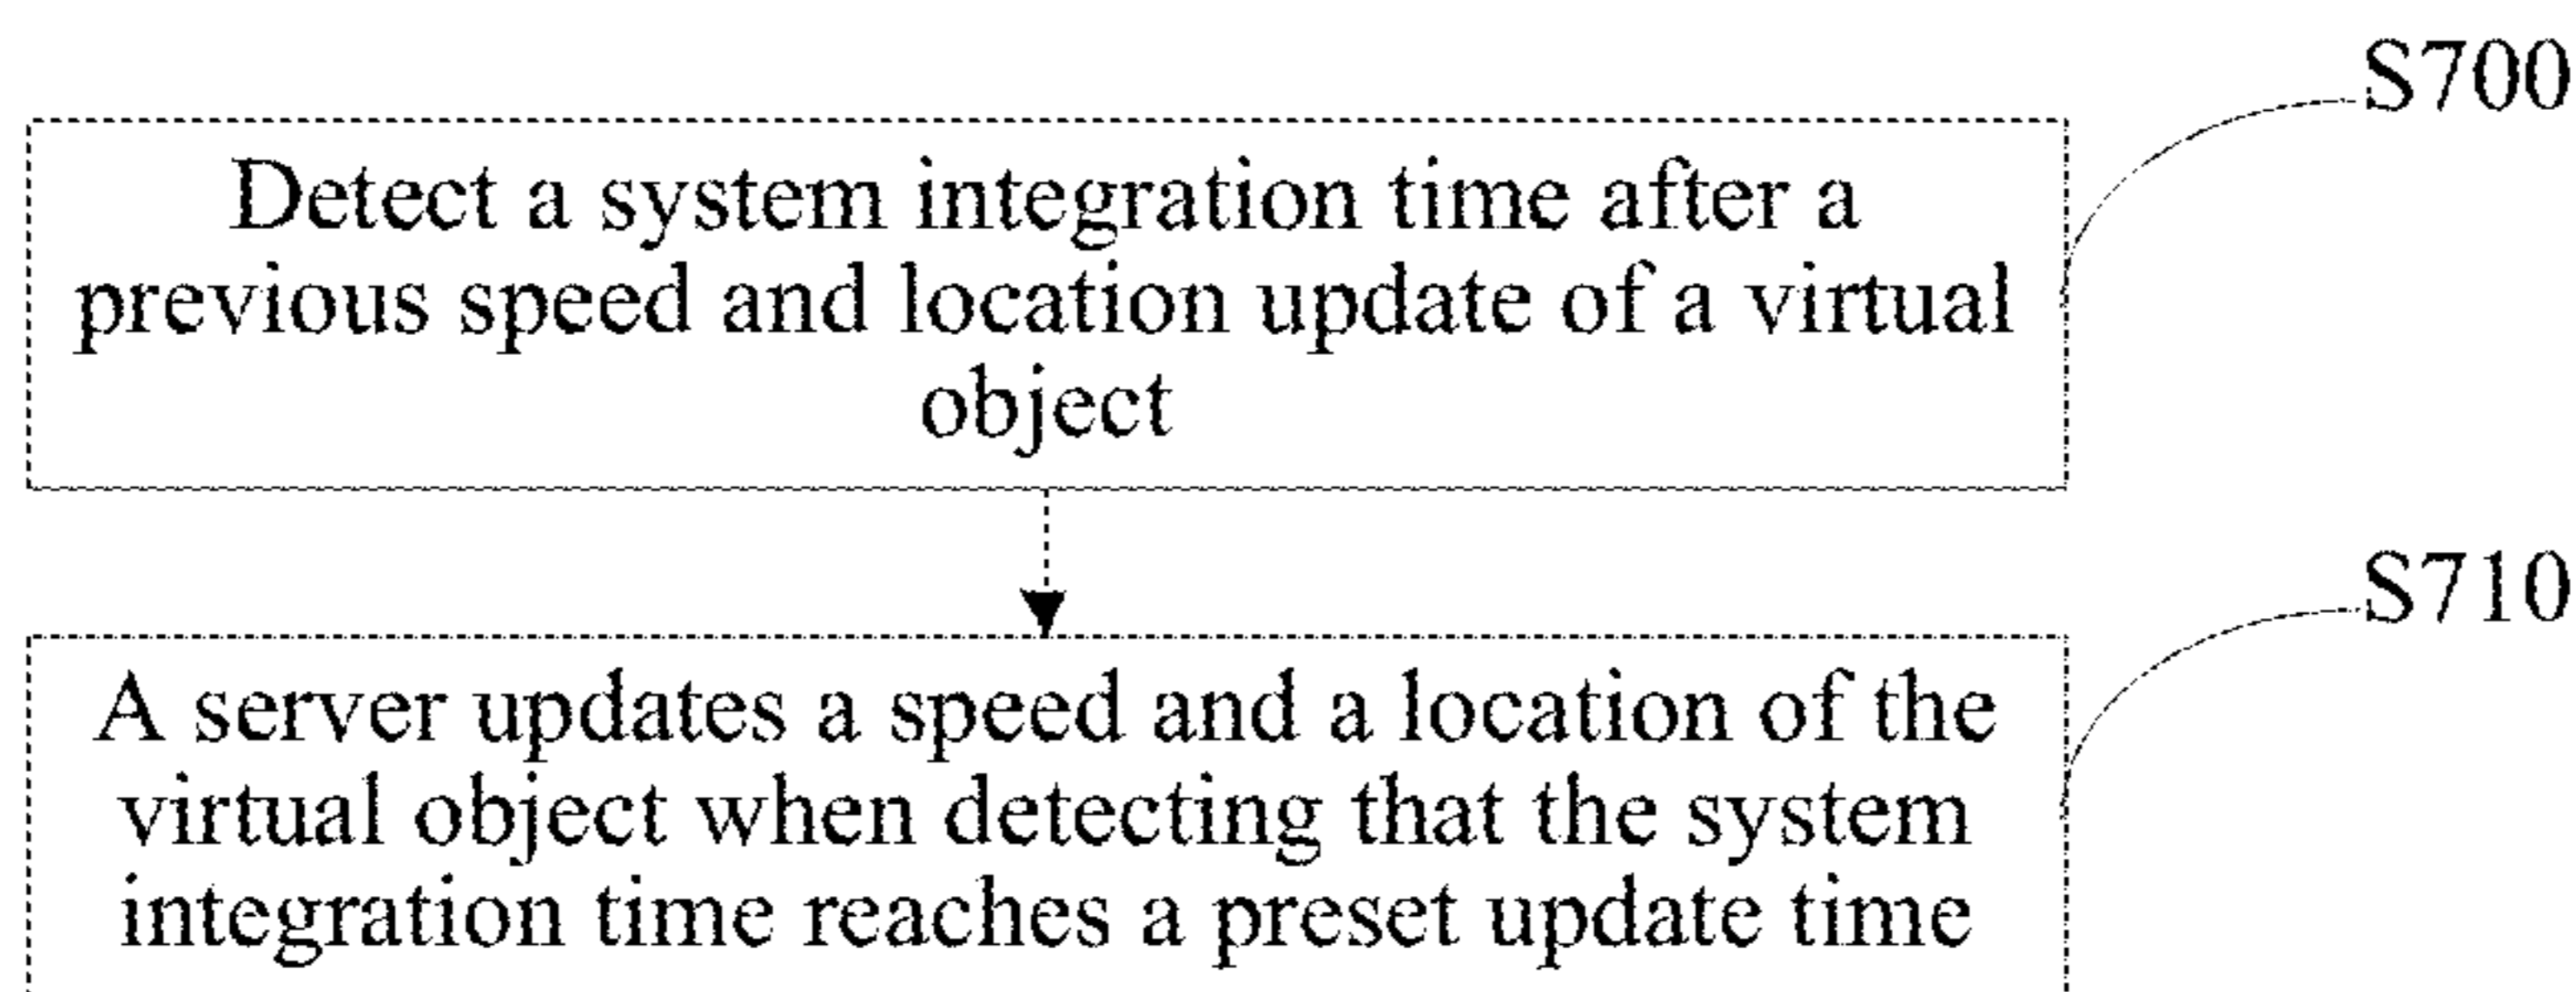 S700
Detect a system integration time after a
previous speed and location update of a virtual
object
S710
A server updates a speed and a location of the
virtual object when detecting that the system
integration time reaches a preset update time